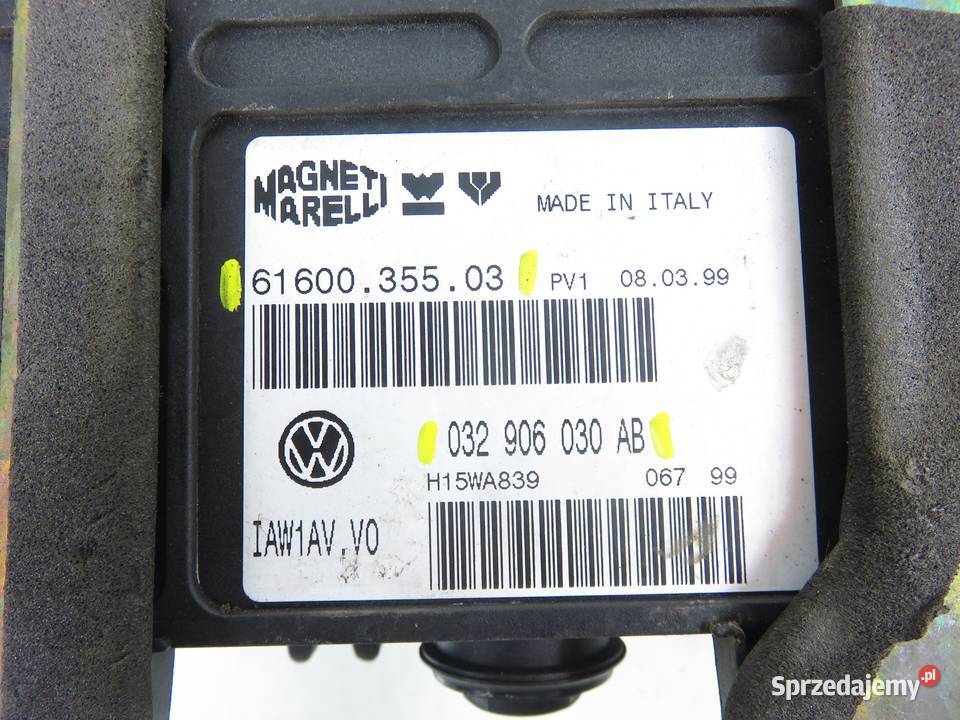 MAGNETI
MARELLI
MADE IN ITALY
61600.355.03 PV1 08.03.99
032 906 030 AB
H15WA839 067 99
IAW1AV.V0
Sprzedajemy.pl